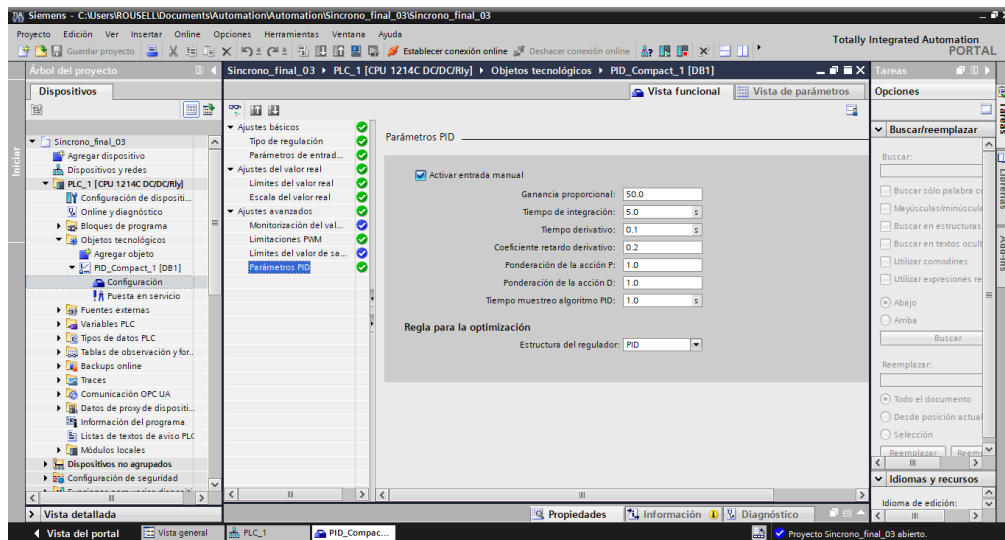 Siemens - C:\Users\ROUSELL\Documents\Automation\Automation\Sincrono_final_03\Sincrono_final_03
Proyecto Edición Ver Insertar Online Opciones Herramientas Ventana Ayuda
Totally Integrated Automation
PORTAL
Guardar proyecto
Establecer conexión online
Deshacer conexión online
Iniciar
Árbol del proyecto
Dispositivos
Sincrono_final_03
Agregar dispositivo
Dispositivos y redes
PLC_1 [CPU 1214C DC/DC/Rly]
Configuración de dispositi...
Online y diagnóstico
Bloques de programa
Objetos tecnológicos
Agregar objeto
PID_Compact_1 [DB1]
Configuración
Puesta en servicio
Fuentes externas
Variables PLC
Tipos de datos PLC
Tablas de observación y for..
Backups online
Traces
Comunicación OPC UA
Datos de proxy de dispositi...
Información del programa
Listas de textos de aviso PLC
Módulos locales
Dispositivos no agrupados
Configuración de seguridad
Vista detallada
Sincrono_final_03 PLC_1 [CPU 1214C DC/DC/Rly] Objetos tecnológicos PID_Compact_1 [DB1]
Vista funcional
Vista de parámetros
Ajustes básicos
Tipo de regulación
Parámetros de entrad...
Ajustes del valor real
Límites del valor real
Escala del valor real
Ajustes avanzados
Monitorización del val...
Limitaciones PWM
Límites del valor de sa...
Parámetros PID
Parámetros PID
Activar entrada manual
Ganancia proporcional: 50.0
Tiempo de integración: 5.0 s
Tiempo derivativo: 0.1 s
Coeficiente retardo derivativo: 0.2
Ponderación de la acción P: 1.0
Ponderación de la acción D: 1.0
Tiempo muestreo algoritmo PID: 1.0 s
Regla para la optimización
Estructura del regulador: PID
Propiedades
Información
Diagnóstico
Tareas
Opciones
Buscar/reemplazar
Buscar:
Buscar sólo palabra co
Mayúsculas/minúscula
Buscar en estructuras
Buscar en textos ocult
Utilizar comodines
Utilizar expresiones re
Abajo
Arriba
Buscar
Reemplazar:
Todo el documento
Desde posición actual
Selección
Reemplazar Reem
Idiomas y recursos
Idioma de edición:
Tareas
Librerías
Add-Ins
Vista del portal
Vista general
PLC_1
PID_Compac...
Proyecto Sincrono_final_03 abierto.